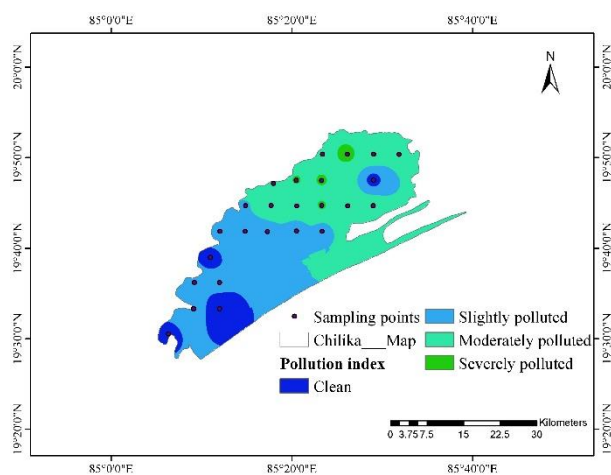 85°0'0"E 85°20'0"E 85°40'0"E
20°0'0"N 20°0'0"N
N
19°50'0"N 19°50'0"N
19°40'0"N 19°40'0"N
19°30'0"N 19°30'0"N
19°20'0"N 19°20'0"N
Sampling points
Chilika___Map
Pollution index
Clean
Slightly polluted
Moderately polluted
Severely polluted
Kilometers
0 3.757.5 15 22.5 30
85°0'0"E 85°20'0"E 85°40'0"E